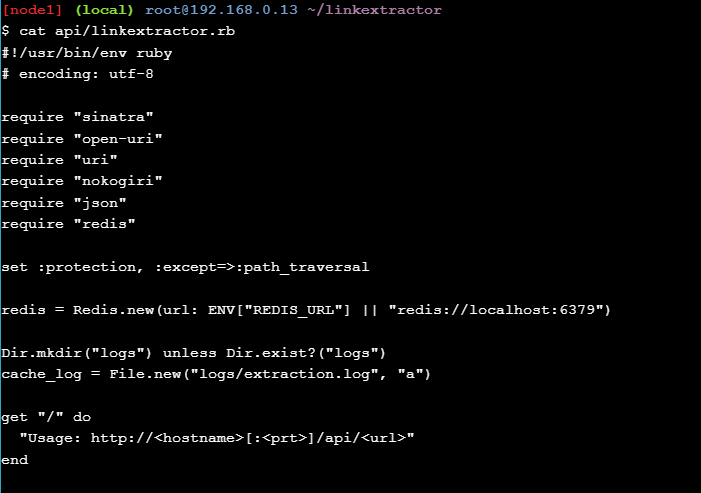 [node1] (local) root@192.168.0.13 ~/linkextractor
$ cat api/linkextractor.rb
#!/usr/bin/env ruby
# encoding: utf-8
require "sinatra"
require "open-uri"
require "uri"
require "nokogiri"
require "json"
require "redis"
set :protection, :except=>:path_traversal
redis = Redis.new(url: ENV["REDIS_URL"] || "redis://localhost:6379")
Dir.mkdir("logs") unless Dir.exist?("logs")
cache_log = File.new("logs/extraction.log", "a")
get "/" do
  "Usage: http://<hostname>[:<prt>]/api/<url>"
end